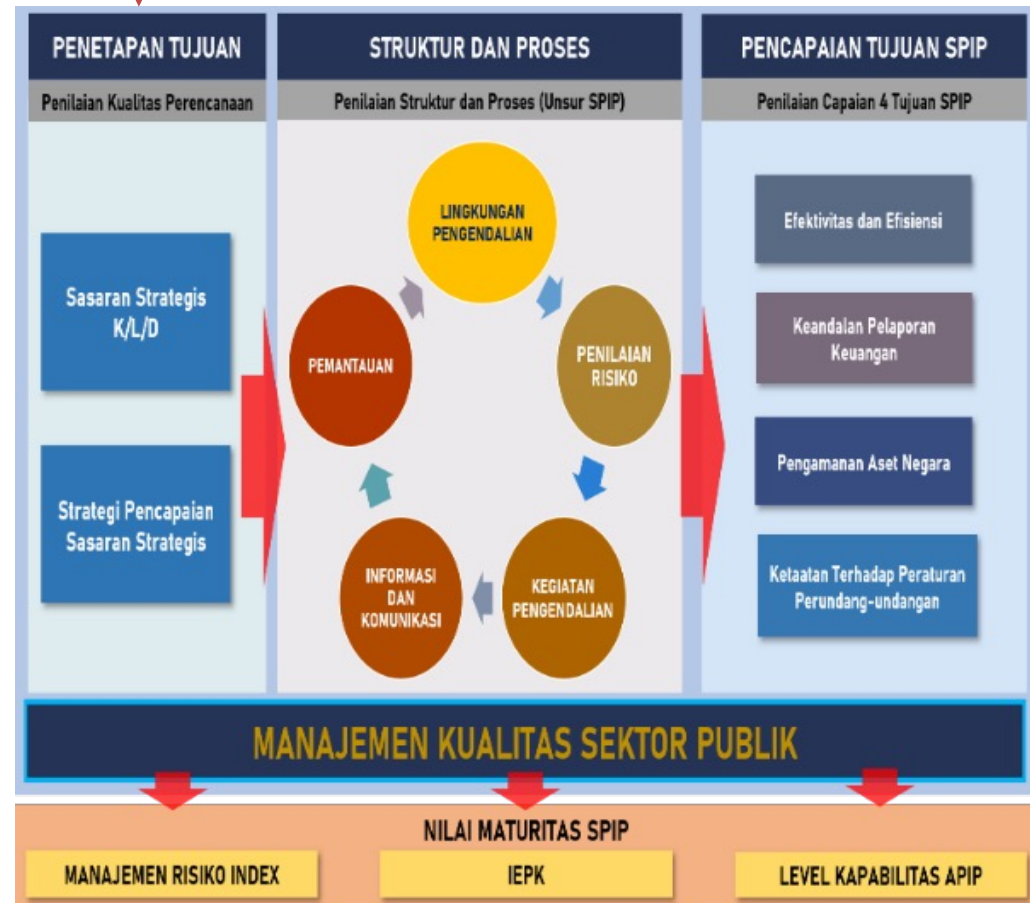 PENETAPAN TUJUAN
Penilaian Kualitas Perencanaan
Sasaran Strategis
K/L/D
Strategi Pencapaian
Sasaran Strategis
STRUKTUR DAN PROSES
Penilaian Struktur dan Proses (Unsur SPIP)
LINGKUNGAN
PENGENDALIAN
PENILAIAN
RISIKO
KEGIATAN
PENGENDALIAN
INFORMASI
DAN
KOMUNIKASI
PEMANTAUAN
PENCAPAIAN TUJUAN SPIP
Penilaian Capaian 4 Tujuan SPIP
Efektivitas dan Efisiensi
Keandalan Pelaporan
Keuangan
Pengamanan Aset Negara
Ketaatan Terhadap Peraturan
Perundang-undangan
MANAJEMEN KUALITAS SEKTOR PUBLIK
NILAI MATURITAS SPIP
MANAJEMEN RISIKO INDEX
IEPK
LEVEL KAPABILITAS APIP